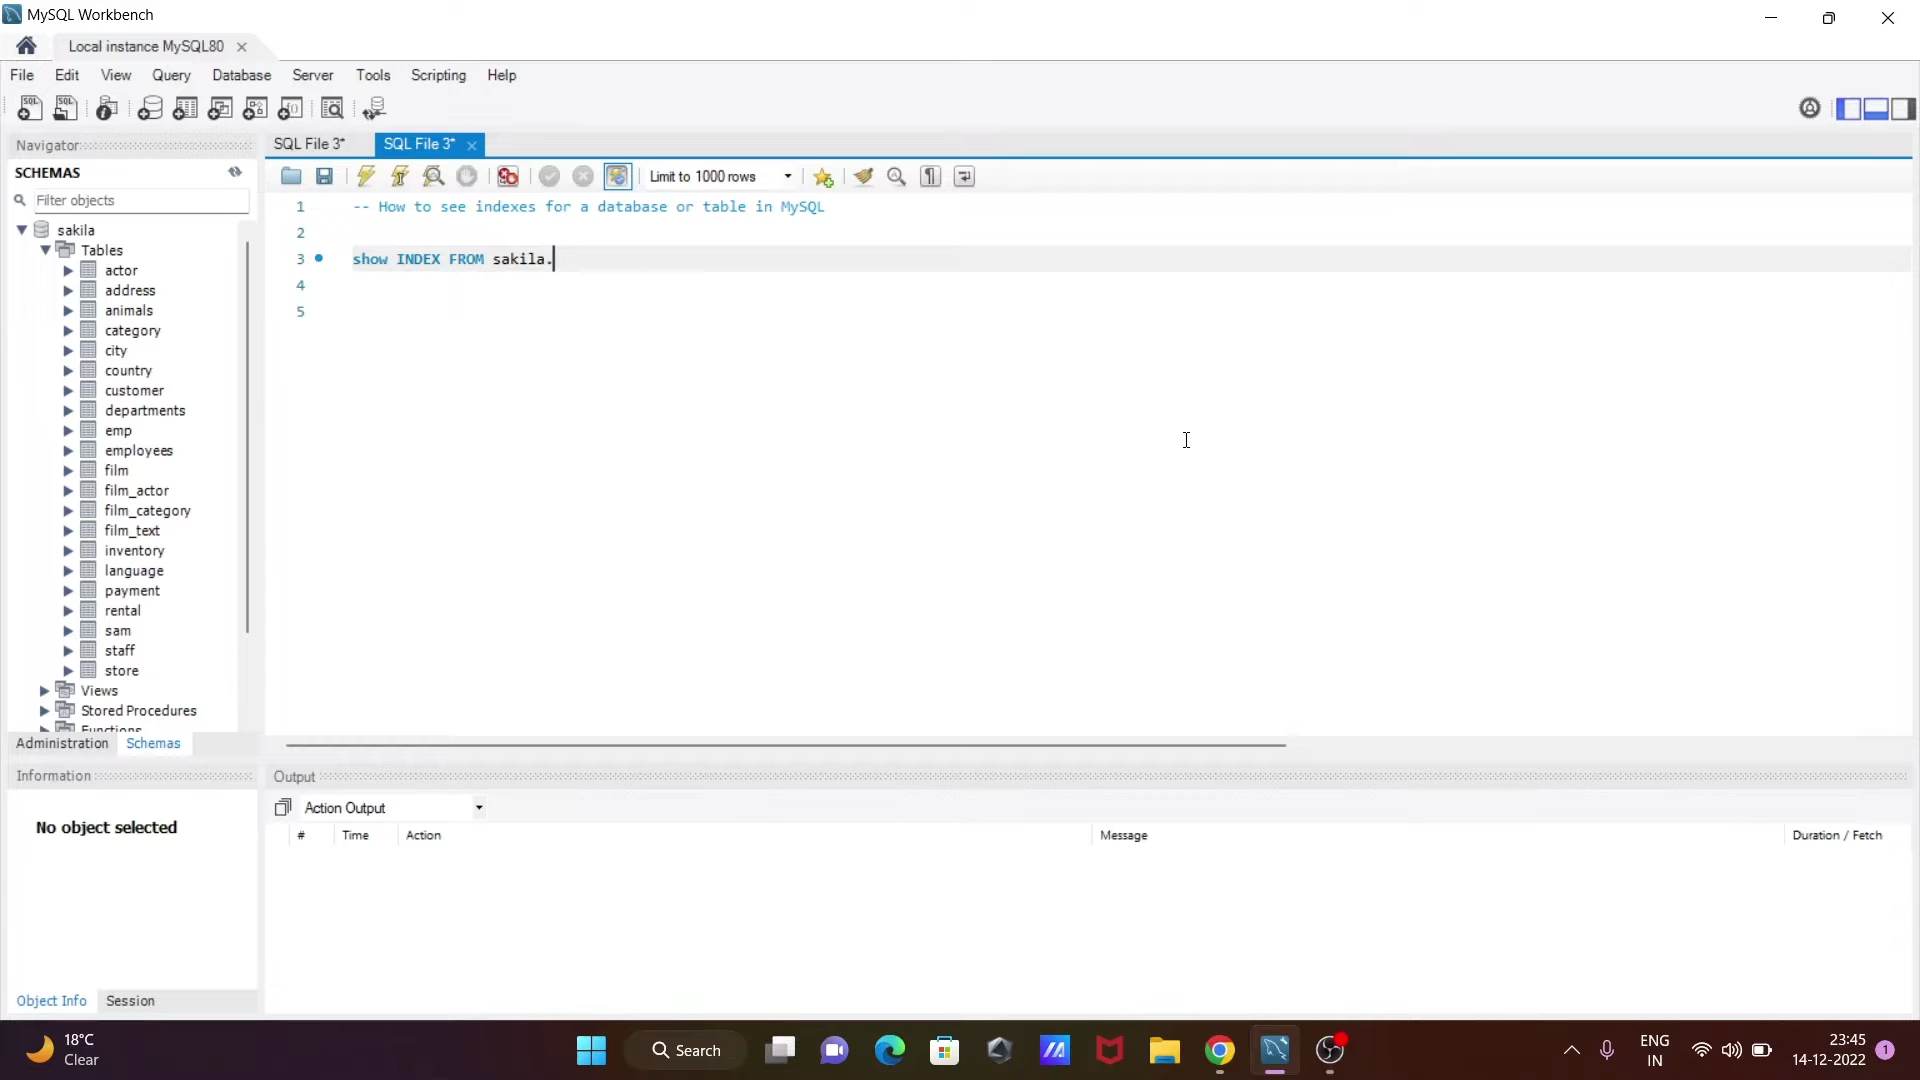 MySQL Workbench
Local instance MySQL80
File Edit View Query Database Server Tools Scripting Help
SQL SQL
Navigator
SCHEMAS
Filter objects
sakila
Tables
actor
address
animals
category
city
country
customer
departments
emp
employees
film
film_actor
film_category
film_text
inventory
language
payment
rental
sam
staff
store
Views
Stored Procedures
Functions
Administration Schemas
Information
No object selected
Object Info Session
SQL File 3* SQL File 3*
Limit to 1000 rows
1 -- How to see indexes for a database or table in MySQL
2
3 show INDEX FROM sakila.
4
5
Output
Action Output
# Time Action Message Duration / Fetch
18°C
Clear
Search
ENG
IN
23:45
14-12-2022
1